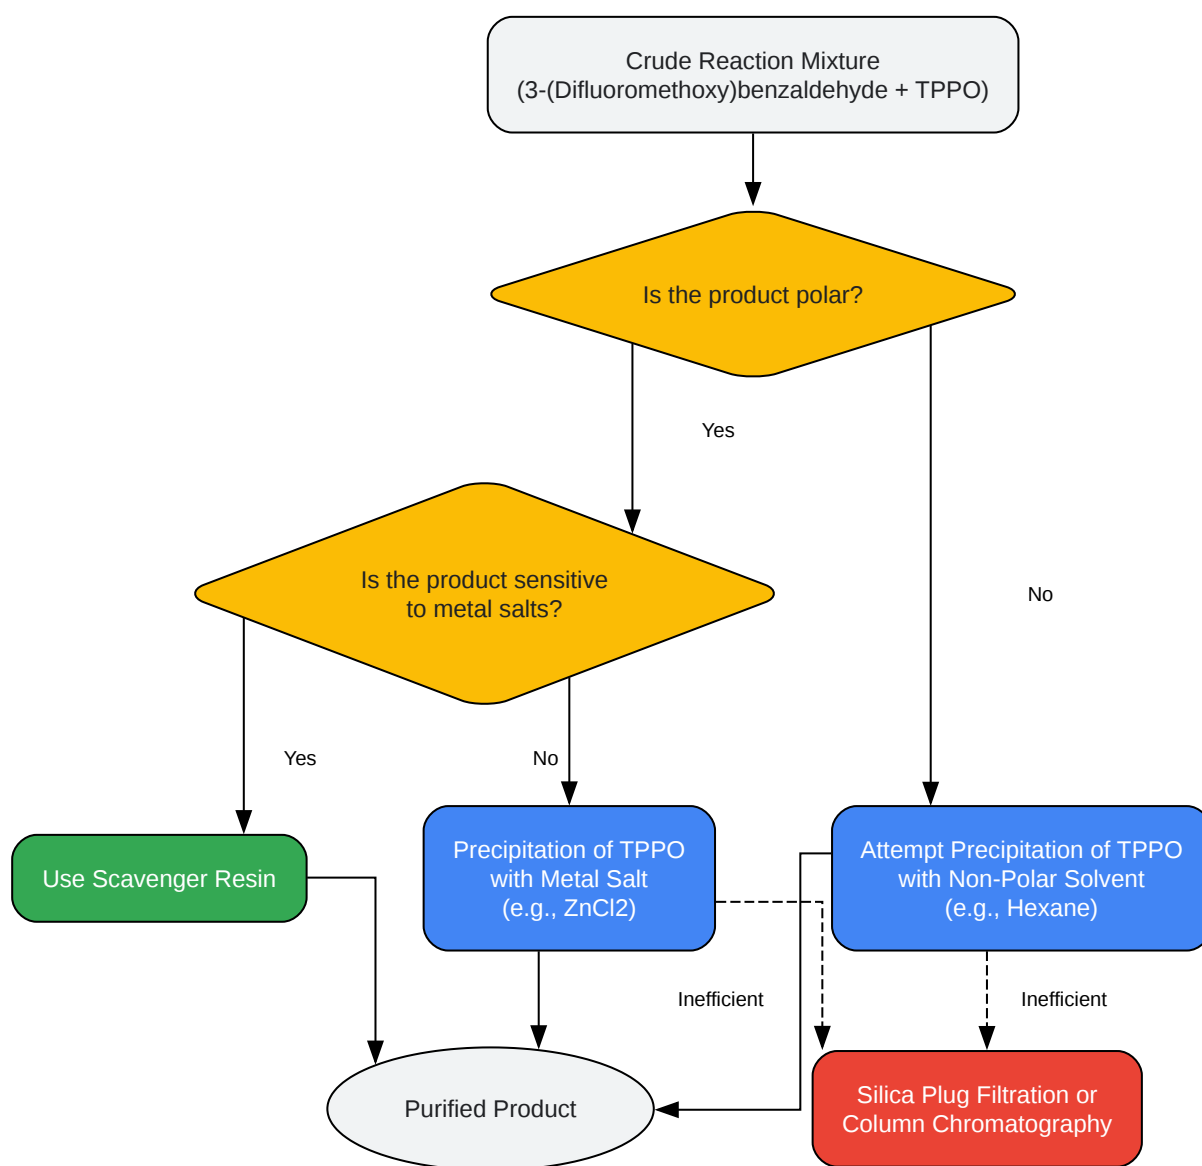 Crude Reaction Mixture
(3-(Difluoromethoxy)benzaldehyde + TPPO)
Is the product polar?
Yes
Is the product sensitive
to metal salts?
No
Yes
No
Use Scavenger Resin
Precipitation of TPPO
with Metal Salt
(e.g., ZnCl2)
Attempt Precipitation of TPPO
with Non-Polar Solvent
(e.g., Hexane)
Inefficient
Inefficient
Purified Product
Silica Plug Filtration or
Column Chromatography